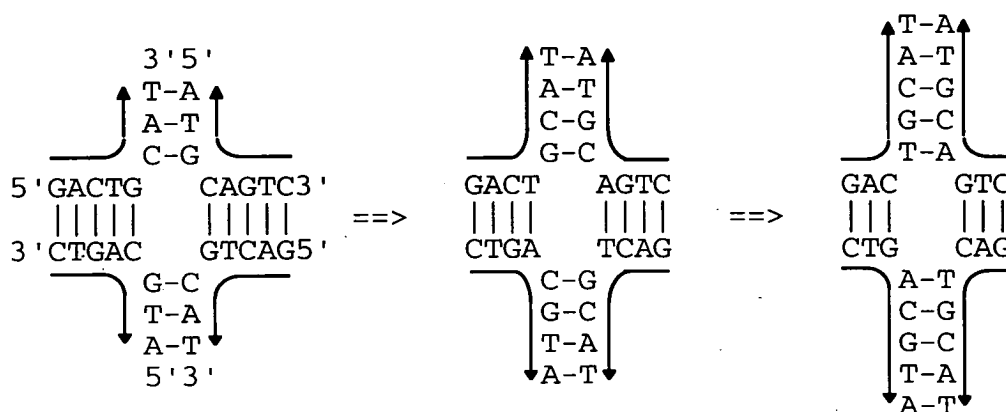 3'5'
T-A
A-T
C-G
5'GACTG CAGTC3'
3'CTGAC GTCAG5'
G-C
T-A
A-T
5'3'
==>
T-A
A-T
C-G
G-C
GACT AGTC
CTGA TCAG
C-G
G-C
T-A
A-T
==>
T-A
A-T
C-G
G-C
T-A
GAC GTC
CTG CAG
A-T
C-G
G-C
T-A
A-T